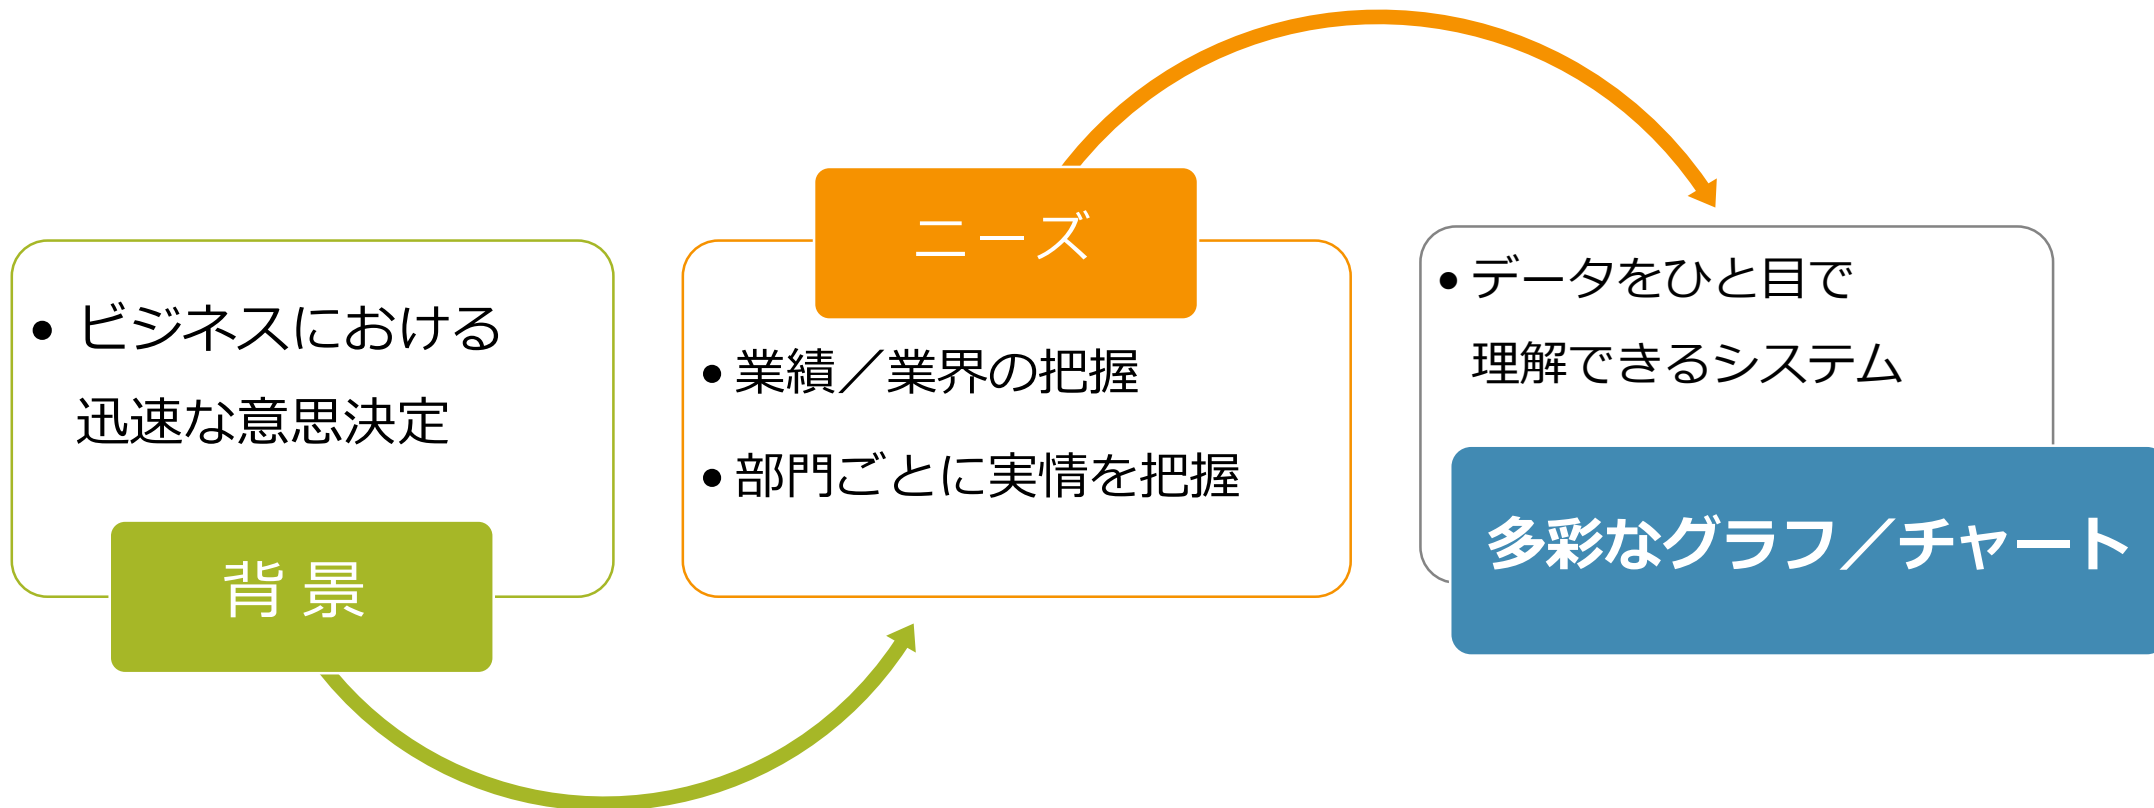 • ビジネスにおける
迅速な意思決定
背景
ニーズ
• 業績／業界の把握
• 部門ごとに実情を把握
• データをひと目で
理解できるシステム
多彩なグラフ／チャート